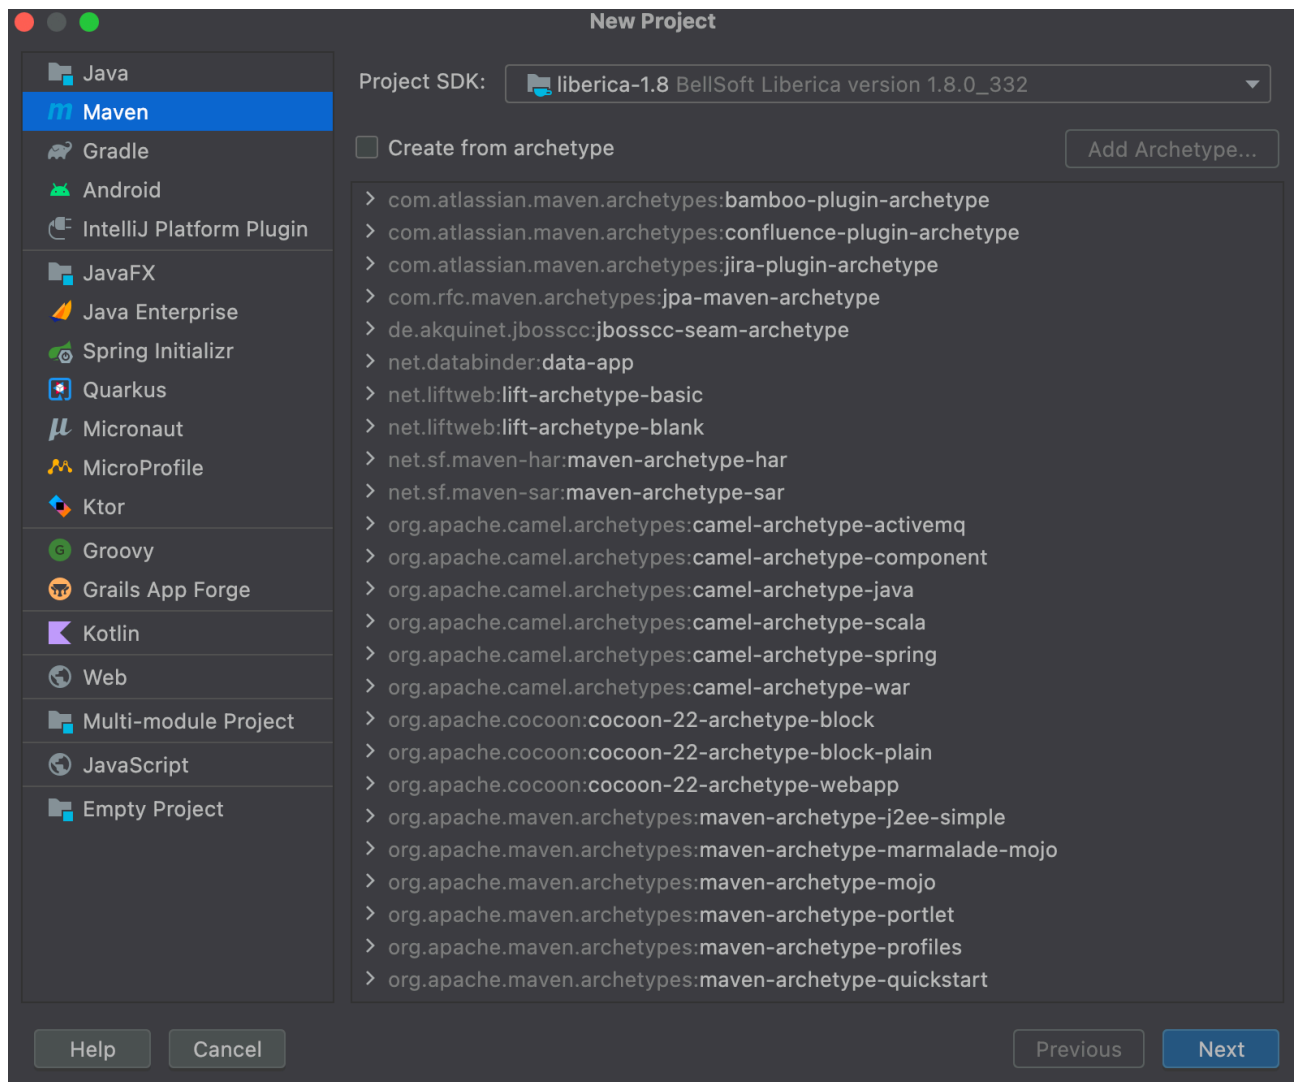 New Project
Java
Maven
Gradle
Android
IntelliJ Platform Plugin
JavaFX
Java Enterprise
Spring Initializr
Quarkus
Micronaut
MicroProfile
Ktor
Groovy
Grails App Forge
Kotlin
Web
Multi-module Project
JavaScript
Empty Project
Project SDK: liberica-1.8 BellSoft Liberica version 1.8.0_332
Create from archetype
Add Archetype...
com.atlassian.maven.archetypes:bamboo-plugin-archetype
com.atlassian.maven.archetypes:confluence-plugin-archetype
com.atlassian.maven.archetypes:jira-plugin-archetype
com.rfc.maven.archetypes:jpa-maven-archetype
de.akquinet.jbosscc:jbosscc-seam-archetype
net.databinder:data-app
net.liftweb:lift-archetype-basic
net.liftweb:lift-archetype-blank
net.sf.maven-har:maven-archetype-har
net.sf.maven-sar:maven-archetype-sar
org.apache.camel.archetypes:camel-archetype-activemq
org.apache.camel.archetypes:camel-archetype-component
org.apache.camel.archetypes:camel-archetype-java
org.apache.camel.archetypes:camel-archetype-scala
org.apache.camel.archetypes:camel-archetype-spring
org.apache.camel.archetypes:camel-archetype-war
org.apache.cocoon:cocoon-22-archetype-block
org.apache.cocoon:cocoon-22-archetype-block-plain
org.apache.cocoon:cocoon-22-archetype-webapp
org.apache.maven.archetypes:maven-archetype-j2ee-simple
org.apache.maven.archetypes:maven-archetype-marmalade-mojo
org.apache.maven.archetypes:maven-archetype-mojo
org.apache.maven.archetypes:maven-archetype-portlet
org.apache.maven.archetypes:maven-archetype-profiles
org.apache.maven.archetypes:maven-archetype-quickstart
Help
Cancel
Previous
Next